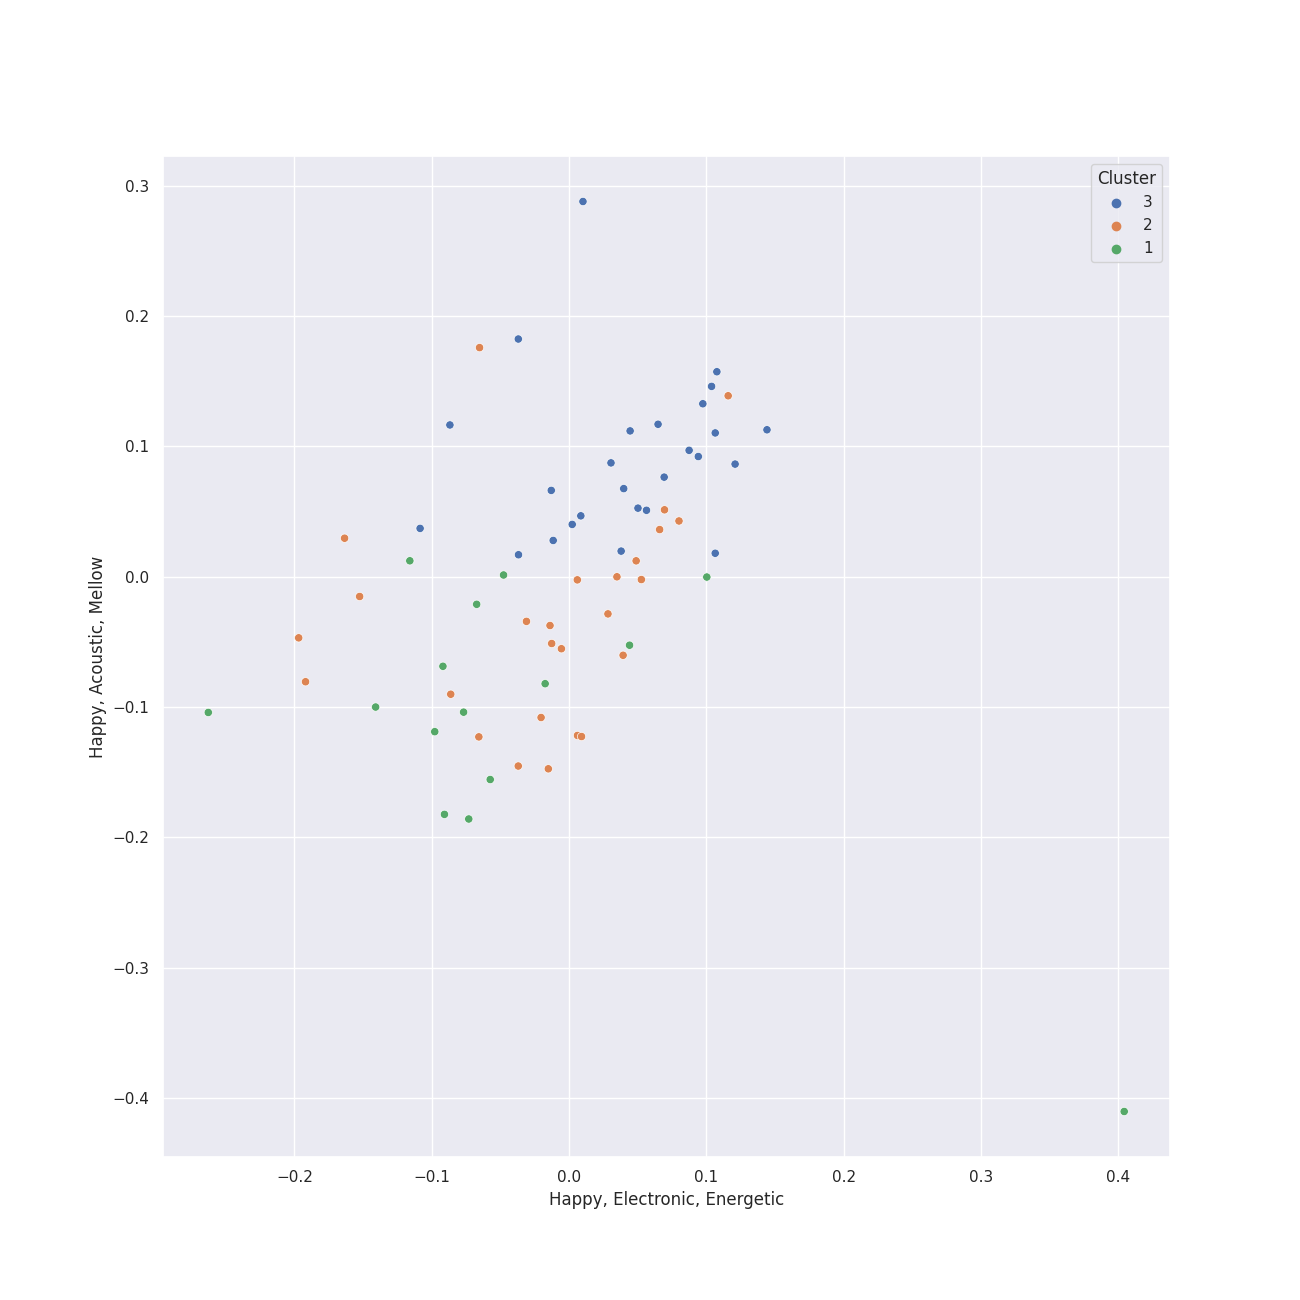 Cluster
3
2
1
0.3
0.2
0.1
0.0
−0.1
−0.2
−0.3
−0.4
Happy, Acoustic, Mellow
−0.2 −0.1 0.0 0.1 0.2 0.3 0.4
Happy, Electronic, Energetic